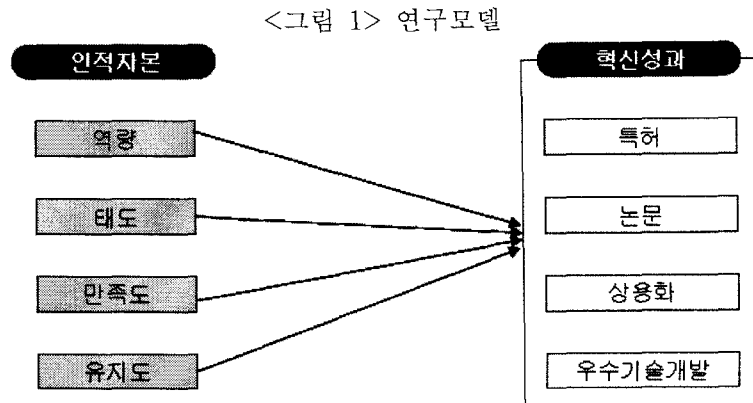 <그림 1> 연구모델
인적자본
혁신성과
역량
특허
태도
논문
만족도
상용화
유지도
우수기술개발